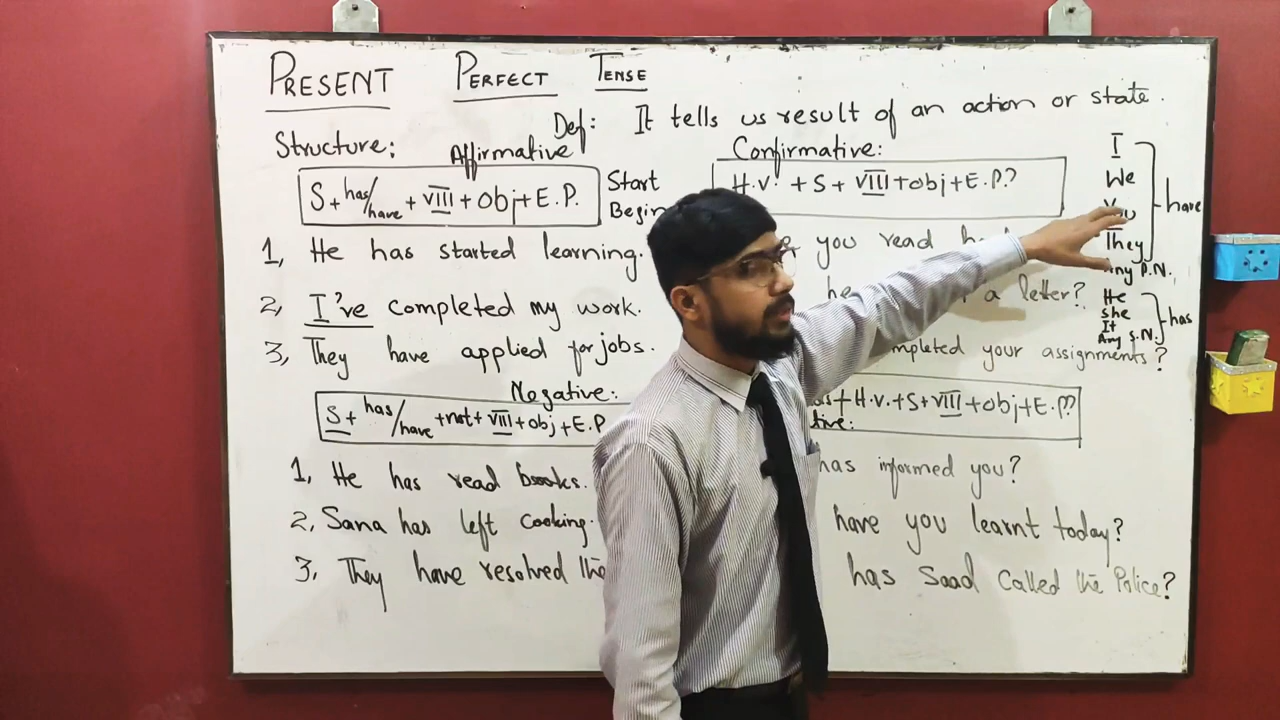 PRESENT PERFECT TENSE
Def: It tells us result of an action or state.
Structure: Affirmative
S+ has/have + VIII + Obj + E.P.
Start
Begin
1, He has started learning.
2, I've completed my work.
3, They have applied for jobs.
Negative:
S + has/have +not+ VIII + obj + E.P
1, He has read books.
2, Sana has left cooking.
3, They have resolved the
Confirmative:
H.V. + S + VIII +obj+E.P.?
you read
he a letter?
your assignments?
+H.V.+S+VIII+obj+E.P??
has informed you?
have you learnt today?
has Saad called the Police?
I
We
You
They
Any P.N.
have
He
She
It
Any S.N.
has